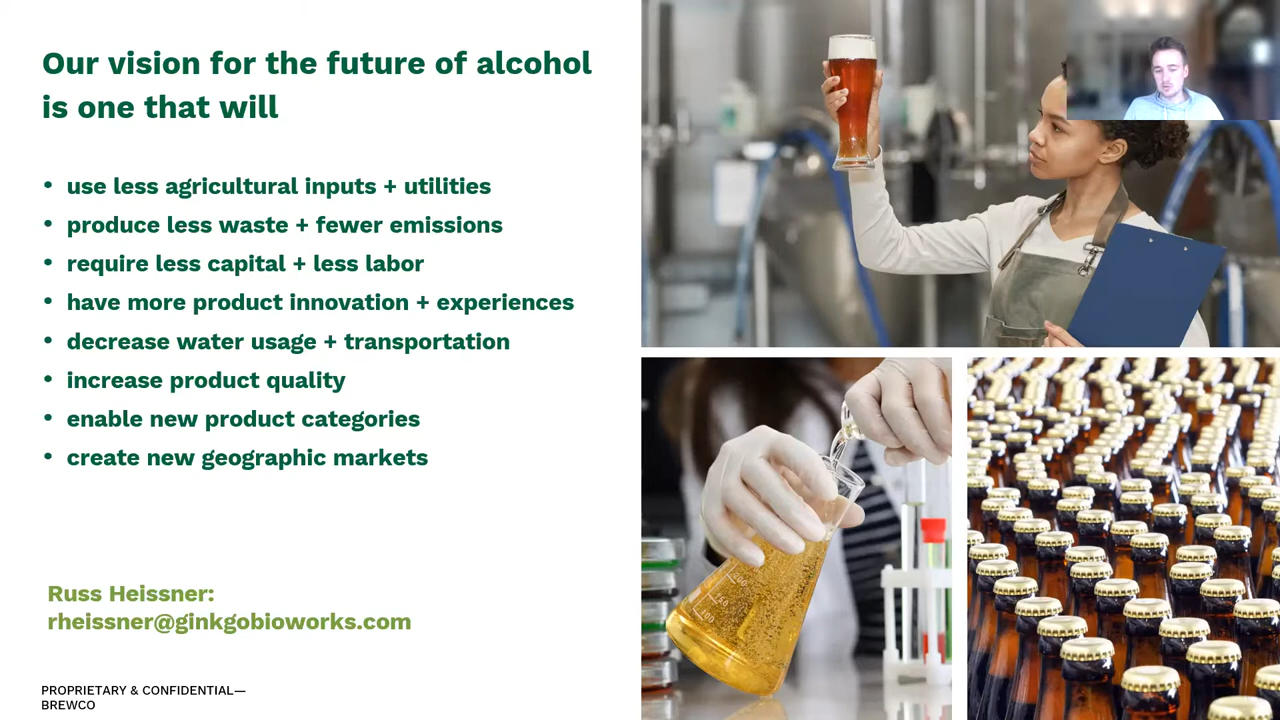 Our vision for the future of alcohol
is one that will
• use less agricultural inputs + utilities
• produce less waste + fewer emissions
• require less capital + less labor
• have more product innovation + experiences
• decrease water usage + transportation
• increase product quality
• enable new product categories
• create new geographic markets
Russ Heissner:
rheissner@ginkgobioworks.com
PROPRIETARY & CONFIDENTIAL—
BREWCO